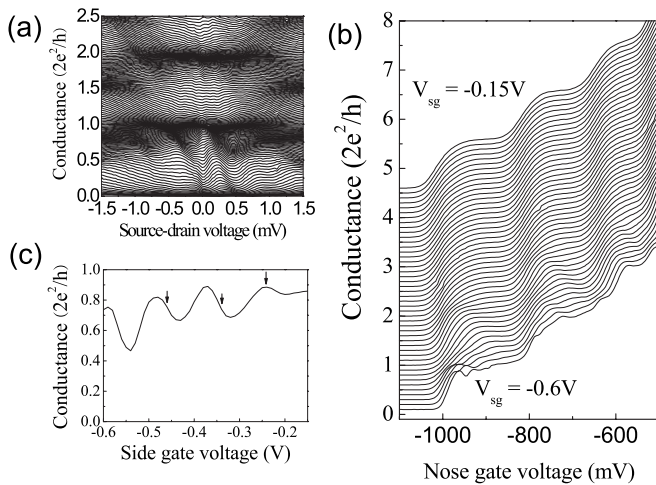 (a)
Conductance (2e²/h)
2.5
2.0
1.5
1.0
0.5
0.0
-1.5 -1.0 -0.5 0.0 0.5 1.0 1.5
Source-drain voltage (mV)
(b)
Conductance (2e²/h)
8
7
6
5
4
3
2
1
0
V_sg = -0.15V
V_sg = -0.6V
-1000 -800 -600
Nose gate voltage (mV)
(c)
Conductance (2e²/h)
1.0
0.8
0.6
0.4
0.2
0.0
-0.6 -0.5 -0.4 -0.3 -0.2
Side gate voltage (V)